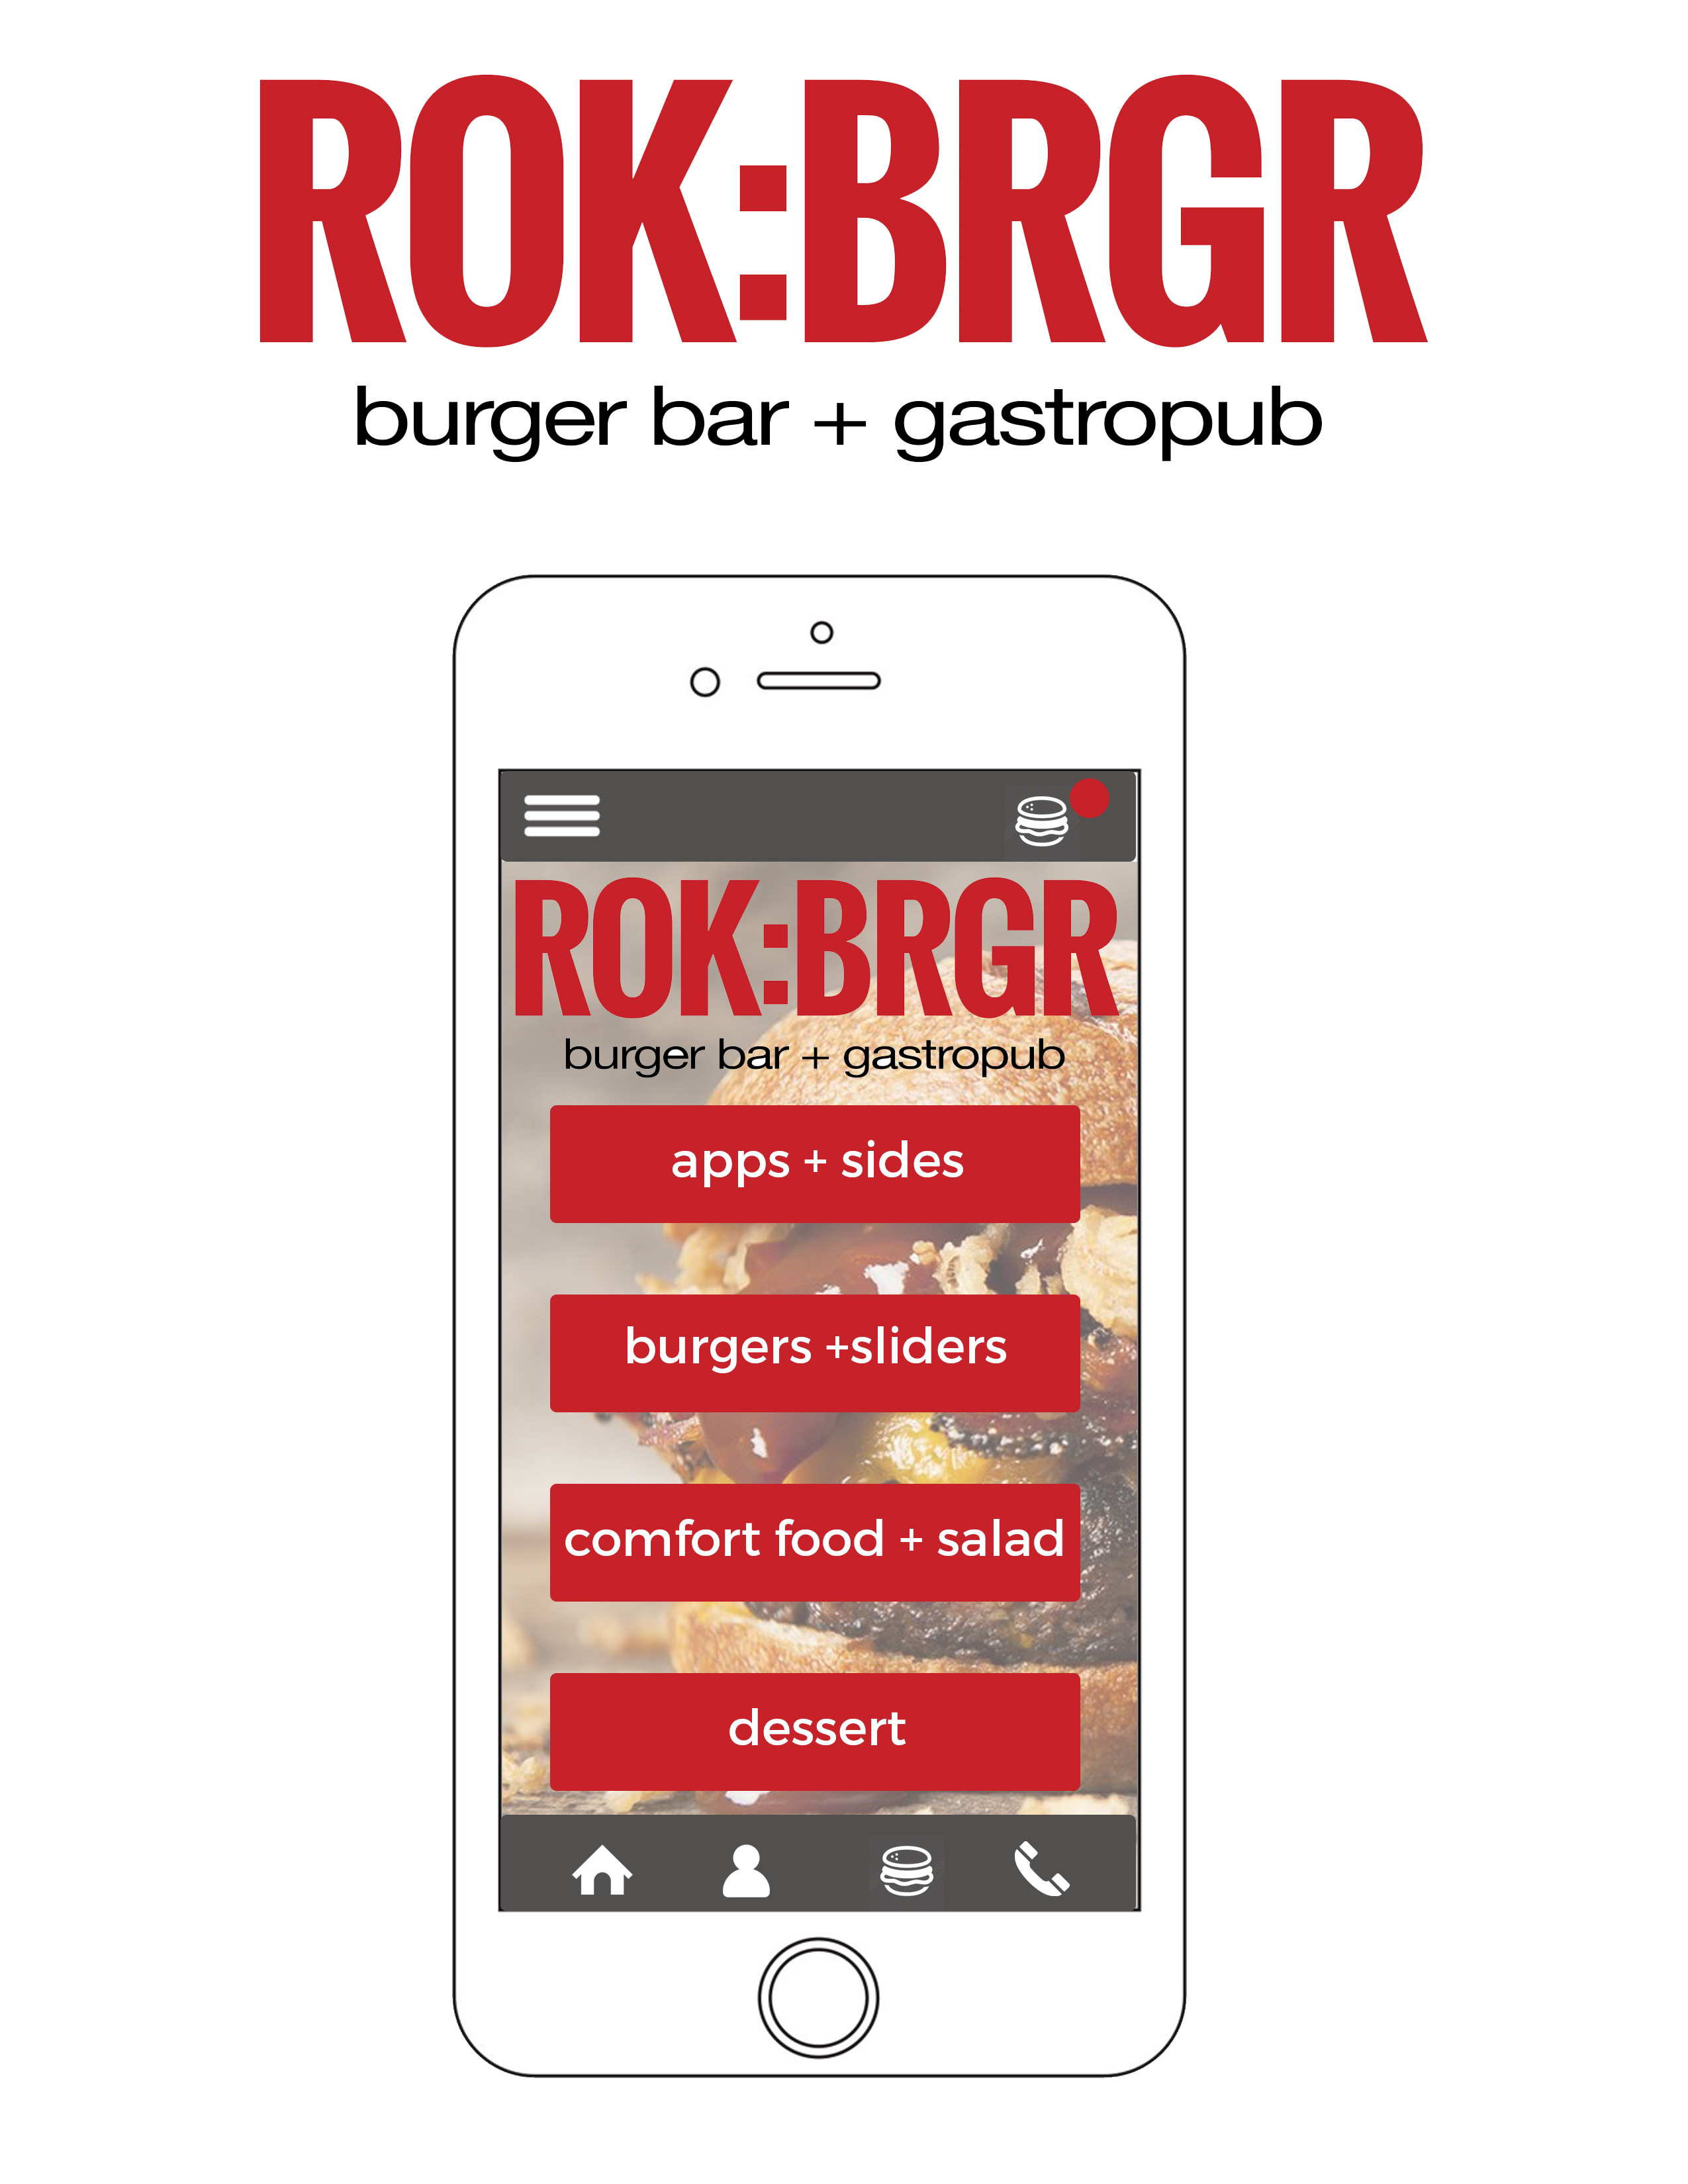 ROK:BRGR
burger bar + gastropub
ROK:BRGR
burger bar + gastropub
apps + sides
burgers +sliders
comfort food + salad
dessert